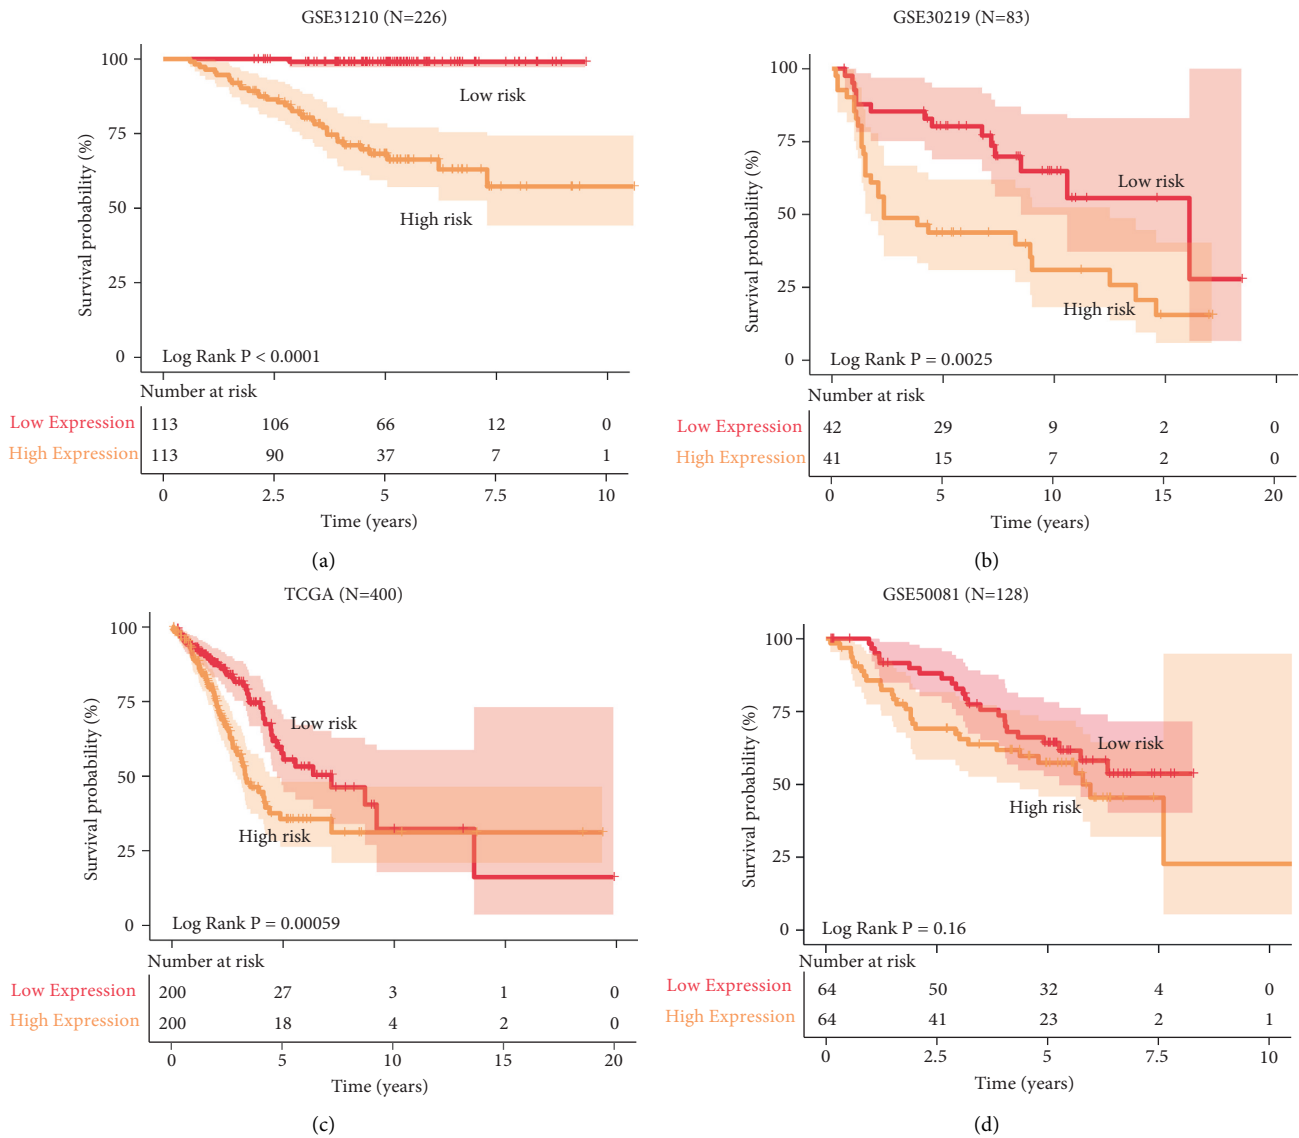 GSE31210 (N=226)
100
75
50
25
0
Survival probability (%)
Low risk
High risk
Log Rank P < 0.0001
Number at risk
Low Expression 113 106 66 12 0
High Expression 113 90 37 7 1
0 2.5 5 7.5 10
Time (years)
(a)
GSE30219 (N=83)
100
75
50
25
0
Survival probability (%)
Low risk
High risk
Log Rank P = 0.0025
Number at risk
Low Expression 42 29 9 2 0
High Expression 41 15 7 2 0
0 5 10 15 20
Time (years)
(b)
TCGA (N=400)
100
75
50
25
0
Survival probability (%)
Low risk
High risk
Log Rank P = 0.00059
Number at risk
Low Expression 200 27 3 1 0
High Expression 200 18 4 2 0
0 5 10 15 20
Time (years)
(c)
GSE50081 (N=128)
100
75
50
25
0
Survival probability (%)
Low risk
High risk
Log Rank P = 0.16
Number at risk
Low Expression 64 50 32 4 0
High Expression 64 41 23 2 1
0 2.5 5 7.5 10
Time (years)
(d)